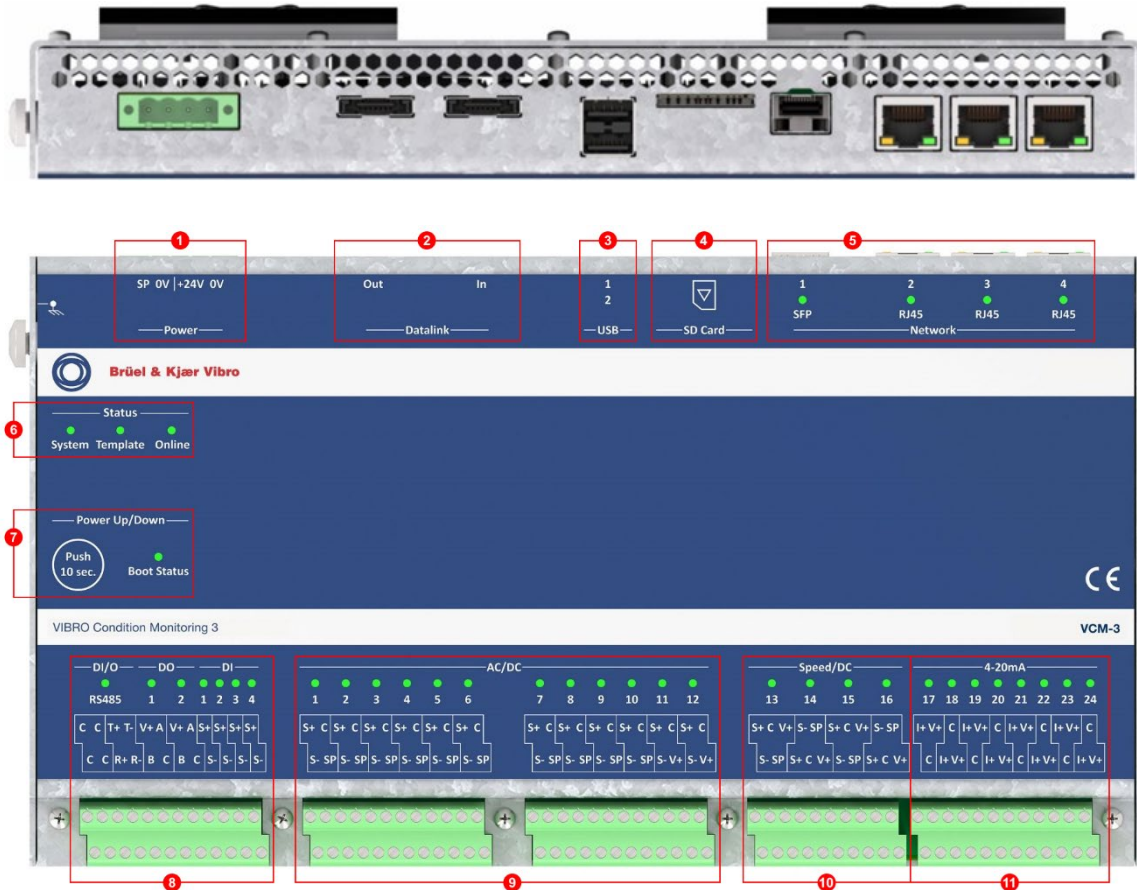 1 2 3 4 5
SP 0V |+24V 0V
Power
Out In
Datalink
1
2
USB
SD Card
1 2 3 4
SFP RJ45 RJ45 RJ45
Network
Brüel & Kjær Vibro
6
Status
System Template Online
7
Power Up/Down
Push
10 sec.
Boot Status
CE
VIBRO Condition Monitoring 3
VCM-3
DI/O DO DI
RS485 1 2 1 2 3 4
C C T+ T- V+ A V+ A S+ S+ S+ S+
C C R+ R- B C B C S- S- S- S-
AC/DC
1 2 3 4 5 6 7 8 9 10 11 12
S+ C S+ C S+ C S+ C S+ C S+ C S+ C S+ C S+ C S+ C S+ C S+ C
S- SP S- SP S- SP S- SP S- SP S- SP S- SP S- SP S- SP S- SP S- V+ S- V+
Speed/DC
13 14 15 16
S+ C V+ S- SP S+ C V+ S- SP
S- SP S+ C V+ S- SP S+ C V+
4-20mA
17 18 19 20 21 22 23 24
I+ V+ C I+ V+ C I+ V+ C I+ V+ C
C I+ V+ C I+ V+ C I+ V+ C I+ V+
8 9 10 11